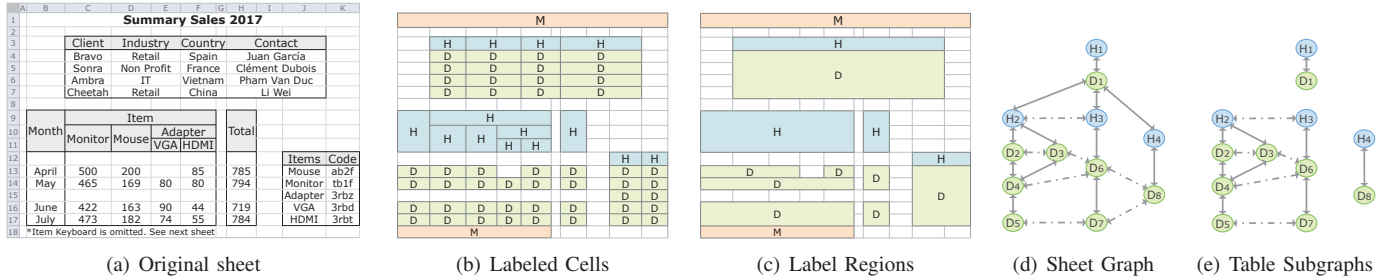 A B C D E F G H I J K
1 Summary Sales 2017
2
3 Client Industry Country Contact
4 Bravo Retail Spain Juan García
5 Sonra Non Profit France Clément Dubois
6 Ambra IT Vietnam Pham Van Duc
7 Cheetah Retail China Li Wei
8
9 Item
10 Month Monitor Mouse Adapter Total
11 VGA HDMI
12 Items Code
13 April 500 200 85 785 Mouse ab2f
14 May 465 169 80 80 794 Monitor tb1f
15 Adapter 3rbz
16 June 422 163 90 44 719 VGA 3rbd
17 July 473 182 74 55 784 HDMI 3rbt
18 *Item Keyboard is omitted. See next sheet
(a) Original sheet
M
H H H H
D D D D
D D D D
D D D D
D D D D
H
H H H H H
H H
H H
D D D D D D
D D D D D D D D
D D
D D D D D D D D
D D D D D D D D
M
(b) Labeled Cells
M
H
D
H H
H
D D
D D
D
D D
M
(c) Label Regions
H1
D1
H2 H3
H4
D2 D3
D6
D4
D8
D5 D7
(d) Sheet Graph
H1
D1
H2 H3
H4
D2 D3
D6
D4
D8
D5 D7
(e) Table Subgraphs